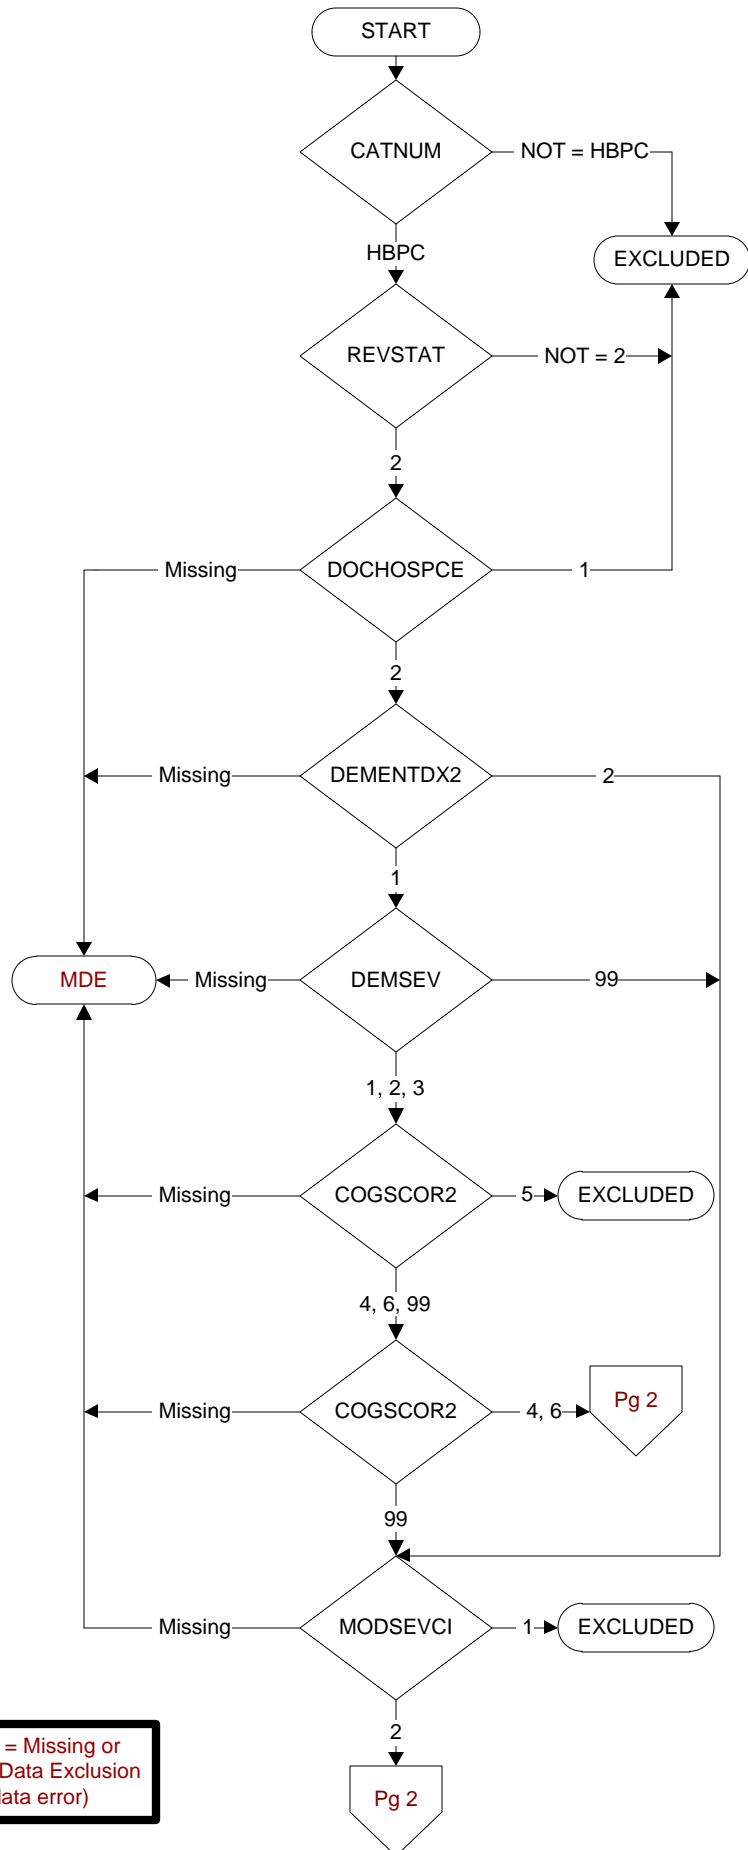 START
CATNUM
NOT = HBPC
HBPC
EXCLUDED
REVSTAT
NOT = 2
2
Missing
DOCHOSPCE
1
2
Missing
DEMENTDX2
2
1
MDE
Missing
DEMSEV
99
1, 2, 3
Missing
COGSCOR2
5
EXCLUDED
4, 6, 99
Missing
COGSCOR2
4, 6
Pg 2
99
Missing
MODSEVCI
1
EXCLUDED
2
= Missing or
Data Exclusion
ata error)
Pg 2